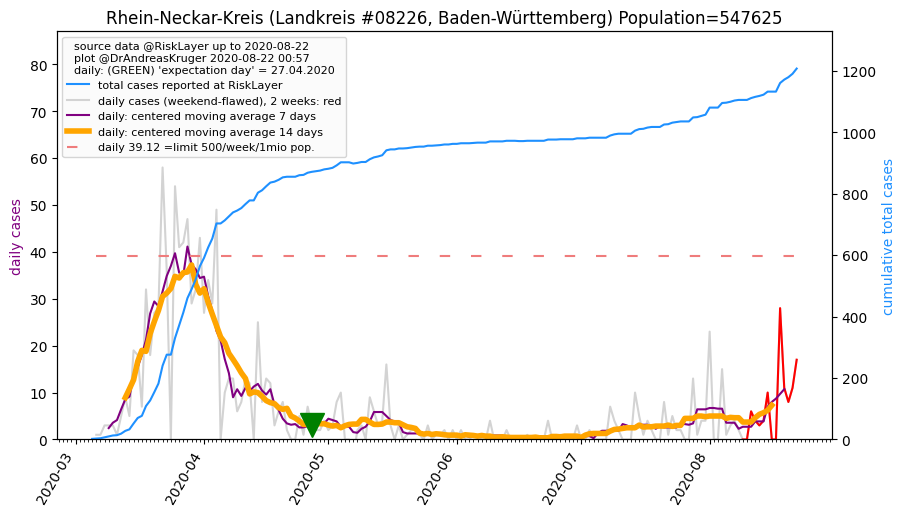 Rhein-Neckar-Kreis (Landkreis #08226, Baden-Württemberg) Population=547625
source data @RiskLayer up to 2020-08-22
plot @DrAndreasKruger 2020-08-22 00:57
daily: (GREEN) 'expectation day' = 27.04.2020
total cases reported at RiskLayer
daily cases (weekend-flawed), 2 weeks: red
daily: centered moving average 7 days
daily: centered moving average 14 days
daily 39.12 =limit 500/week/1mio pop.
daily cases
80
70
60
50
40
30
20
10
0
cumulative total cases
1200
1000
800
600
400
200
0
2020-03
2020-04
2020-05
2020-06
2020-07
2020-08